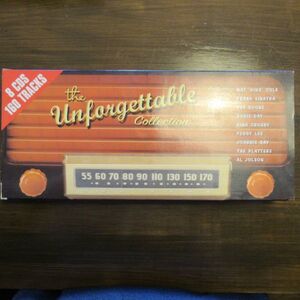 8 CDS
160 TRACKS
the
Unforgettable
Collection
NAT KING COLE
FRANK SINATRA
PAT BOONE
DORIS DAY
BING CROSBY
PEGGY LEE
JOHNNIE RAY
THE PLATTERS
AL JOLSON
55 60 70 80 90 110 130 150 170